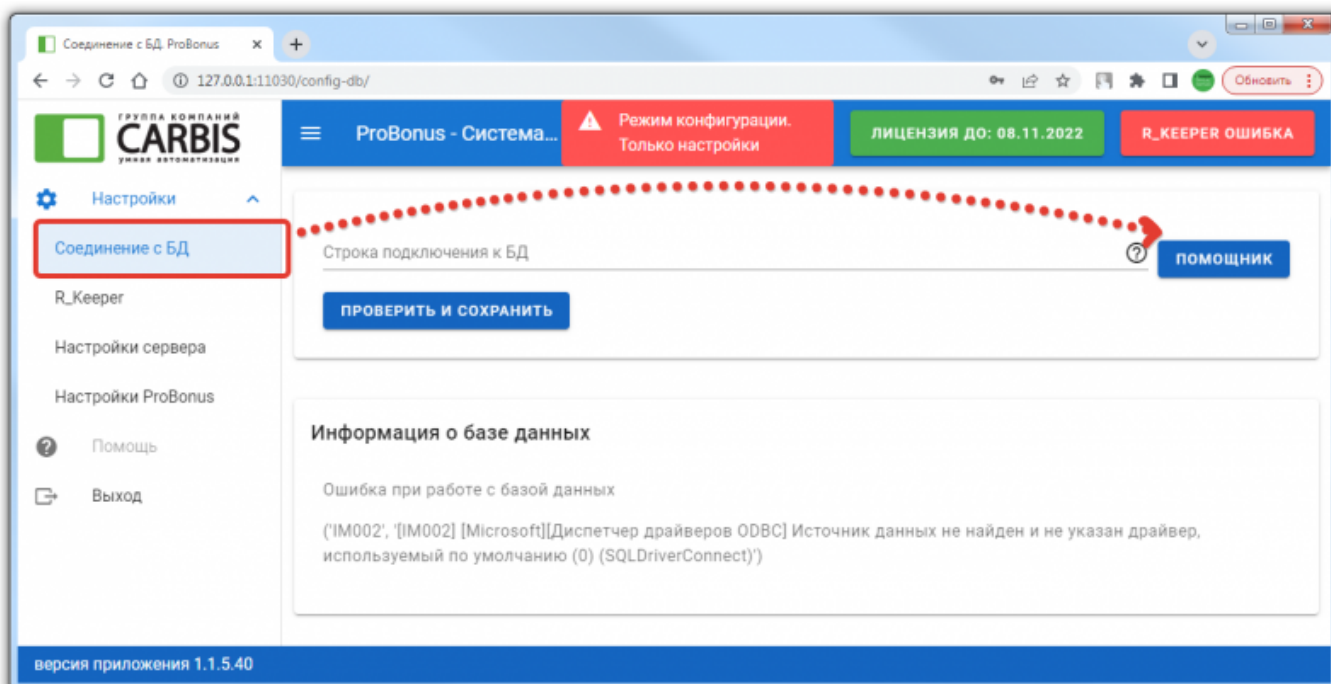 Соединение с БД. ProBonus
127.0.0.1:11030/config-db/
Обновить
ГРУППА КОМПАНИЙ
CARBIS
умная автоматизация
ProBonus - Система...
Режим конфигурации.
Только настройки
ЛИЦЕНЗИЯ ДО: 08.11.2022
R_KEEPER ОШИБКА
Настройки
Соединение с БД
R_Keeper
Настройки сервера
Настройки ProBonus
Помощь
Выход
Строка подключения к БД
ПОМОЩНИК
ПРОВЕРИТЬ И СОХРАНИТЬ
Информация о базе данных
Ошибка при работе с базой данных
('IM002', '[IM002] [Microsoft][Диспетчер драйверов ODBC] Источник данных не найден и не указан драйвер,
используемый по умолчанию (0) (SQLDriverConnect)')
версия приложения 1.1.5.40